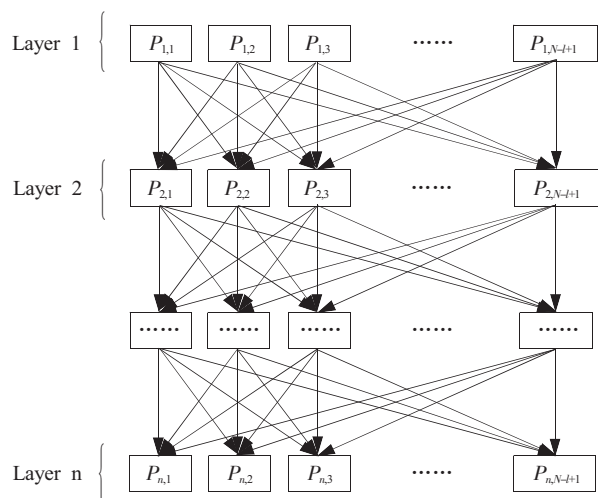 Layer 1 P1,1 P1,2 P1,3 …… P1,N–l+1
Layer 2 P2,1 P2,2 P2,3 …… P2,N–l+1
…… …… …… …… ……
Layer n Pn,1 Pn,2 Pn,3 …… Pn,N–l+1